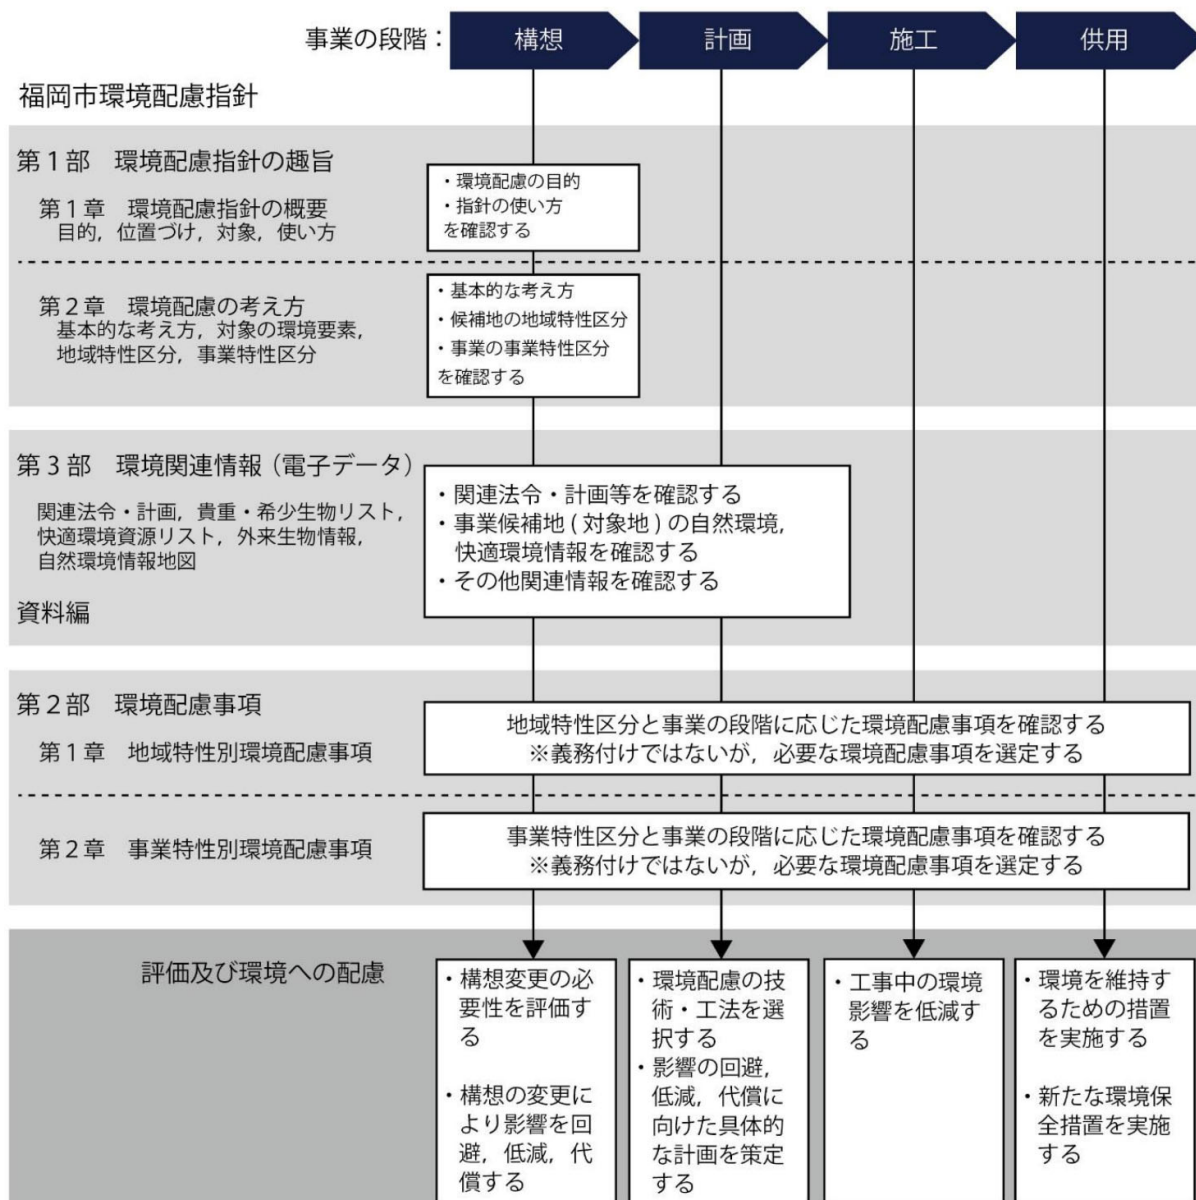 事業の段階：
構想
計画
施工
供用
福岡市環境配慮指針
第1部　環境配慮指針の趣旨
第1章　環境配慮指針の概要
目的，位置づけ，対象，使い方
・環境配慮の目的
・指針の使い方
を確認する
第2章　環境配慮の考え方
基本的な考え方，対象の環境要素，
地域特性区分，事業特性区分
・基本的な考え方
・候補地の地域特性区分
・事業の事業特性区分
を確認する
第3部　環境関連情報（電子データ）
関連法令・計画，貴重・希少生物リスト，
快適環境資源リスト，外来生物情報，
自然環境情報地図
資料編
・関連法令・計画等を確認する
・事業候補地(対象地)の自然環境，
快適環境情報を確認する
・その他関連情報を確認する
第2部　環境配慮事項
第1章　地域特性別環境配慮事項
地域特性区分と事業の段階に応じた環境配慮事項を確認する
※義務付けではないが，必要な環境配慮事項を選定する
第2章　事業特性別環境配慮事項
事業特性区分と事業の段階に応じた環境配慮事項を確認する
※義務付けではないが，必要な環境配慮事項を選定する
評価及び環境への配慮
・構想変更の必
要性を評価す
る
・構想の変更に
より影響を回
避，低減，代
償する
・環境配慮の技
術・工法を選
択する
・影響の回避，
低減，代償に
向けた具体的
な計画を策定
する
・工事中の環境
影響を低減す
る
・環境を維持す
るための措置
を実施する
・新たな環境保
全措置を実施
する